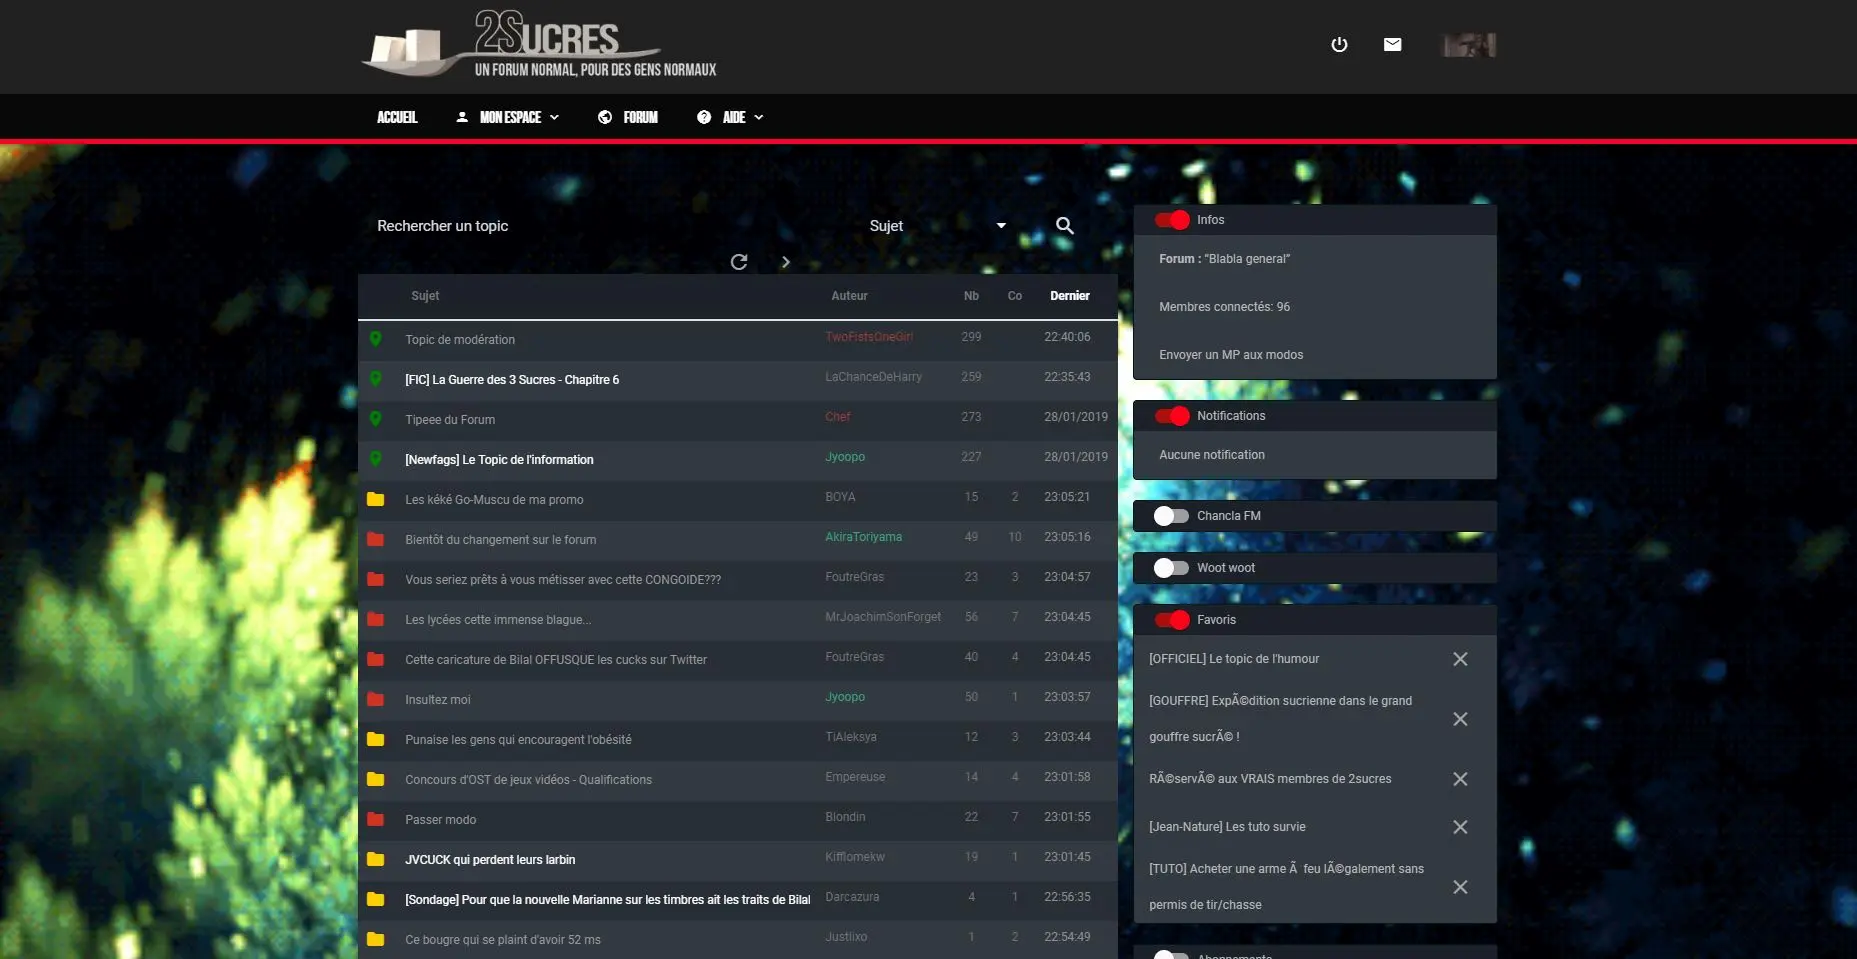 2SUCRES
UN FORUM NORMAL, POUR DES GENS NORMAUX
ACCUEIL MON ESPACE FORUM AIDE
Rechercher un topic Sujet
Sujet Auteur Nb Co Dernier
Topic de modération TwoFistsOneGirl 299 22:40:06
[FIC] La Guerre des 3 Sucres - Chapitre 6 LaChanceDeHarry 259 22:35:43
Tipeee du Forum Chef 273 28/01/2019
[Newfags] Le Topic de l'information Jyoopo 227 28/01/2019
Les kéké Go-Muscu de ma promo BOYA 15 2 23:05:21
Bientôt du changement sur le forum AkiraToriyama 49 10 23:05:16
Vous seriez prêts à vous métisser avec cette CONGOIDE??? FoutreGras 23 3 23:04:57
Les lycées cette immense blague... MrJoachimSonForget 56 7 23:04:45
Cette caricature de Bilal OFFUSQUE les cucks sur Twitter FoutreGras 40 4 23:04:45
Insultez moi Jyoopo 50 1 23:03:57
Punaise les gens qui encouragent l'obésité TiAleksya 12 3 23:03:44
Concours d'OST de jeux vidéos - Qualifications Empereuse 14 4 23:01:58
Passer modo Blondin 22 7 23:01:55
JVCUCK qui perdent leurs larbin Kifflomekw 19 1 23:01:45
[Sondage] Pour que la nouvelle Marianne sur les timbres ait les traits de Bilal Darcazura 4 1 22:56:35
Ce bougre qui se plaint d'avoir 52 ms Justlixo 1 2 22:54:49
Infos
Forum : "Blabla general"
Membres connectés: 96
Envoyer un MP aux modos
Notifications
Aucune notification
Chancla FM
Woot woot
Favoris
[OFFICIEL] Le topic de l'humour
[GOUFFRE] ExpÃ©dition sucrienne dans le grand
gouffre sucrÃ© !
RÃ©servÃ© aux VRAIS membres de 2sucres
[Jean-Nature] Les tuto survie
[TUTO] Acheter une arme Ã  feu lÃ©galement sans
permis de tir/chasse
Abonnements